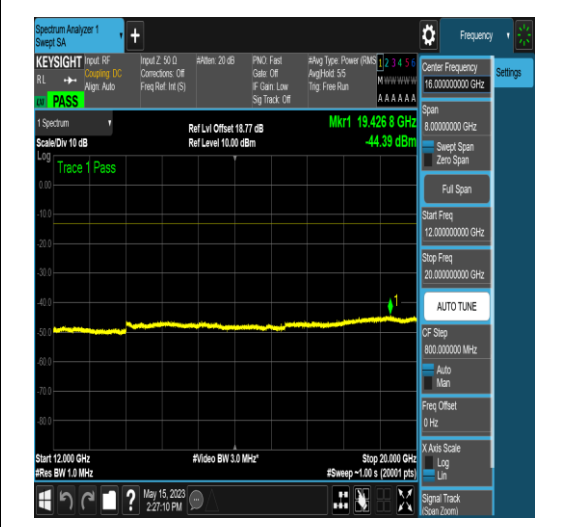 Spectrum Analyzer 1
Swept SA
Frequency
KEYSIGHT
RL
PASS
Input: RF
Coupling: DC
Align: Auto
Input Z: 50 Ω
Corrections: Off
Freq Ref: Int (S)
#Atten: 20 dB
PNO: Fast
Gate: Off
IF Gain: Low
Sig Track: Off
#Avg Type: Power (RMS
Avg|Hold: 5/5
Trig: Free Run
1 2 3 4 5 6
M W W W W W
A A A A A A
1 Spectrum
Scale/Div 10 dB
Ref Lvl Offset 18.77 dB
Ref Level 10.00 dBm
Mkr1 19.426 8 GHz
-44.39 dBm
Log
Trace 1 Pass
0.00
-10.0
-20.0
-30.0
-40.0
-50.0
-60.0
-70.0
-80.0
1
Start 12.000 GHz
#Res BW 1.0 MHz
#Video BW 3.0 MHz*
Stop 20.000 GHz
#Sweep ~1.00 s (20001 pts)
May 15, 2023
2:27:10 PM
Center Frequency
16.000000000 GHz
Settings
Span
8.00000000 GHz
Swept Span
Zero Span
Full Span
Start Freq
12.000000000 GHz
Stop Freq
20.000000000 GHz
AUTO TUNE
CF Step
800.000000 MHz
Auto
Man
Freq Offset
0 Hz
X Axis Scale
Log
Lin
Signal Track
(Span Zoom)